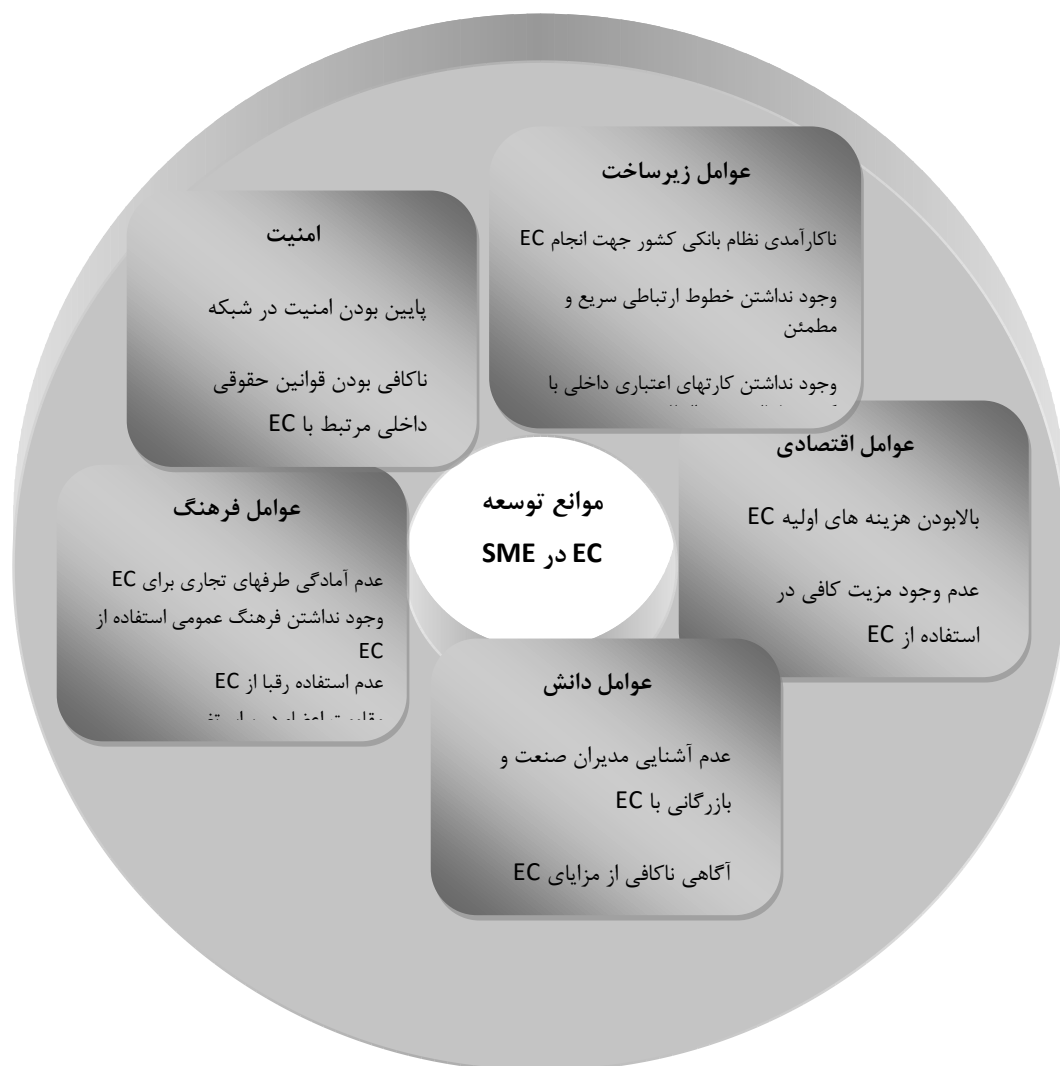 عوامل زیرساخت
ناکارآمدی نظام بانکی کشور جهت انجام EC
وجود نداشتن خطوط ارتباطی سریع و
مطمئن
وجود نداشتن کارتهای اعتباری داخلی با
امنیت
پایین بودن امنیت در شبکه
ناکافی بودن قوانین حقوقی
داخلی مرتبط با EC
عوامل اقتصادی
بالابودن هزینه های اولیه EC
عدم وجود مزیت کافی در
استفاده از EC
موانع توسعه
EC در SME
عوامل فرهنگ
عدم آمادگی طرفهای تجاری برای EC
وجود نداشتن فرهنگ عمومی استفاده از
EC
عدم استفاده رقبا از EC
عوامل دانش
عدم آشنایی مدیران صنعت و
بازرگانی با EC
آگاهی ناکافی از مزایای EC